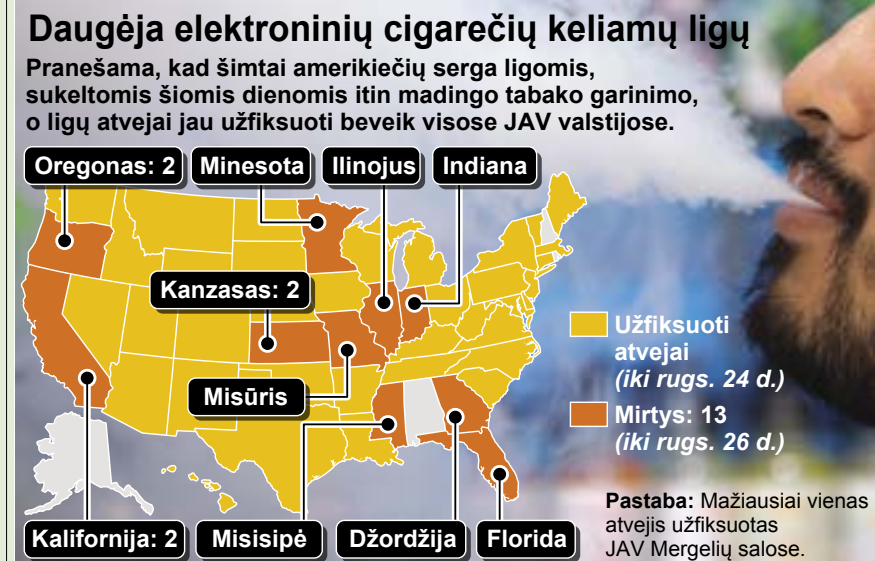 Daugėja elektroninių cigarečių keliamų ligų
Pranešama, kad šimtai amerikiečių serga ligomis,
sukeltomis šiomis dienomis itin madingo tabako garinimo,
o ligų atvejai jau užfiksuoti beveik visose JAV valstijose.
Oregonas: 2
Minesota
Ilinojus
Indiana
Kanzasas: 2
Misūris
Užfiksuoti
atvejai
(iki rugs. 24 d.)
Mirtys: 13
(iki rugs. 26 d.)
Kalifornija: 2
Misisipė
Džordžija
Florida
Pastaba: Mažiausiai vienas
atvejis užfiksuotas
JAV Mergelių salose.